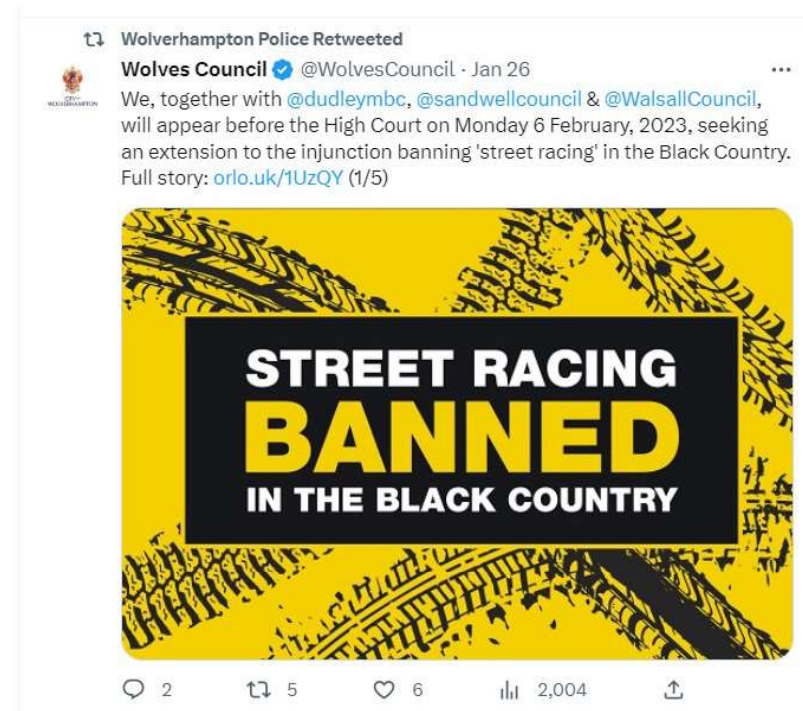 Wolverhampton Police Retweeted
Wolves Council @WolvesCouncil · Jan 26
CITY OF
WOLVERHAMPTON
We, together with @dudleymbc, @sandwellcouncil & @WalsallCouncil,
will appear before the High Court on Monday 6 February, 2023, seeking
an extension to the injunction banning 'street racing' in the Black Country.
Full story: orlo.uk/1UzQY (1/5)
STREET RACING
BANNED
IN THE BLACK COUNTRY
2 5 6 2,004